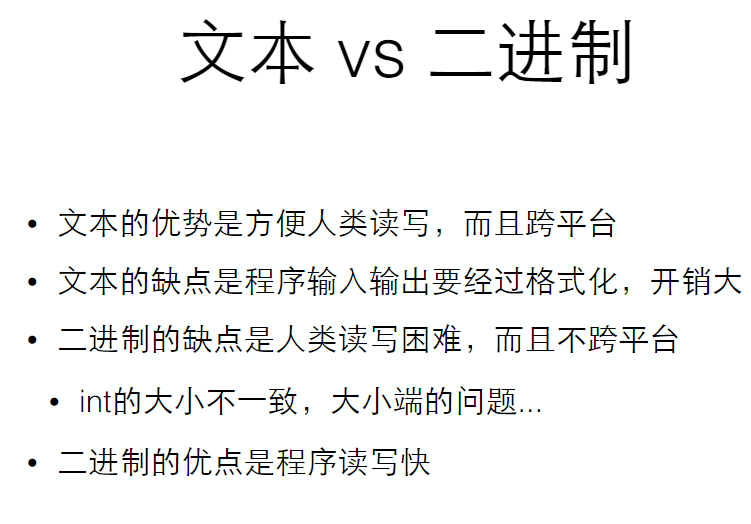 文本 vs 二进制
• 文本的优势是方便人类读写，而且跨平台
• 文本的缺点是程序输入输出要经过格式化，开销大
• 二进制的缺点是人类读写困难，而且不跨平台
• int的大小不一致，大小端的问题...
• 二进制的优点是程序读写快